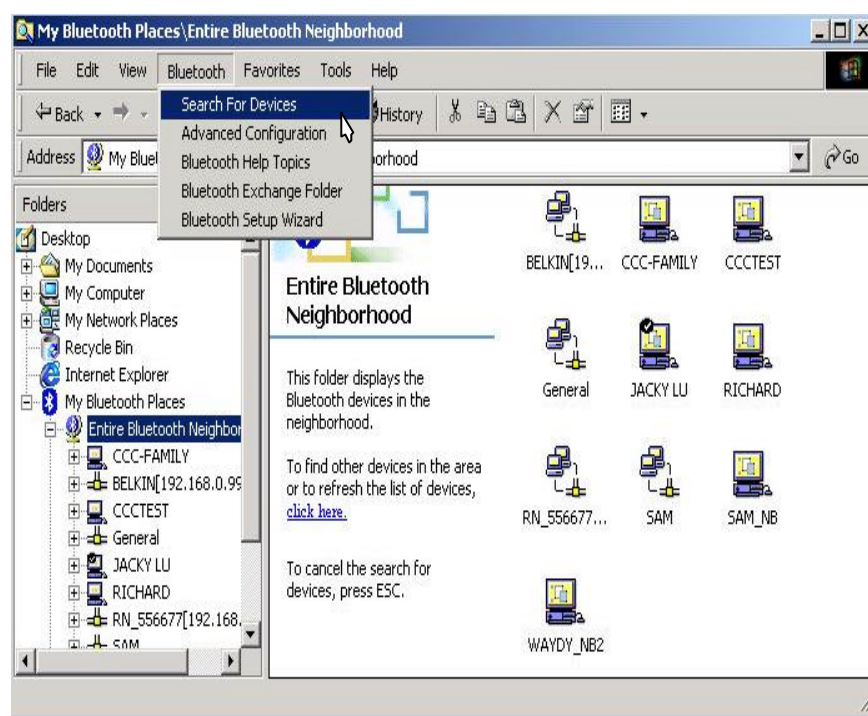 My Bluetooth Places\Entire Bluetooth Neighborhood
File Edit View Bluetooth Favorites Tools Help
Back History
Search For Devices
Advanced Configuration
Bluetooth Help Topics
Bluetooth Exchange Folder
Bluetooth Setup Wizard
Address My Bluet orhood Go
Folders
Desktop
My Documents
My Computer
My Network Places
Recycle Bin
Internet Explorer
My Bluetooth Places
Entire Bluetooth Neighbor
CCC-FAMILY
BELKIN[192.168.0.99
CCCTEST
General
JACKY LU
RICHARD
RN_556677[192.168.
SAM
Entire Bluetooth
Neighborhood
This folder displays the
Bluetooth devices in the
neighborhood.
To find other devices in the area
or to refresh the list of devices,
click here.
To cancel the search for
devices, press ESC.
BELKIN[19... CCC-FAMILY CCCTEST
General JACKY LU RICHARD
RN_556677... SAM SAM_NB
WAYDY_NB2